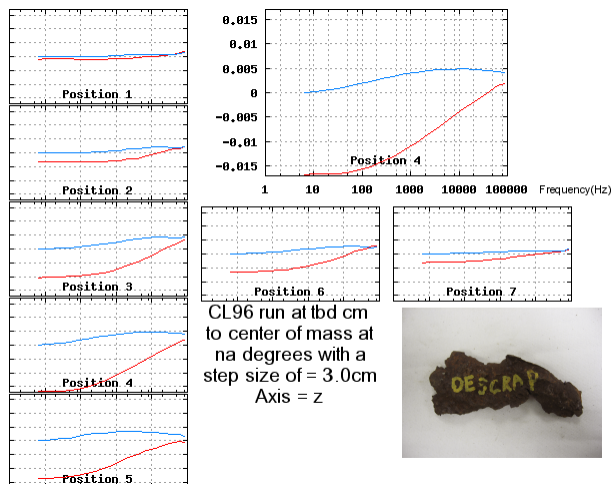 Position 1
Position 2
Position 3
Position 4
Position 5
0.015
0.01
0.005
0
-0.005
-0.01
-0.015
Position 4
1
10
100
1000
10000
100000
Frequency(Hz)
Position 6
Position 7
CL96 run at tbd cm
to center of mass at
na degrees with a
step size of = 3.0cm
Axis = z
OESCRAP